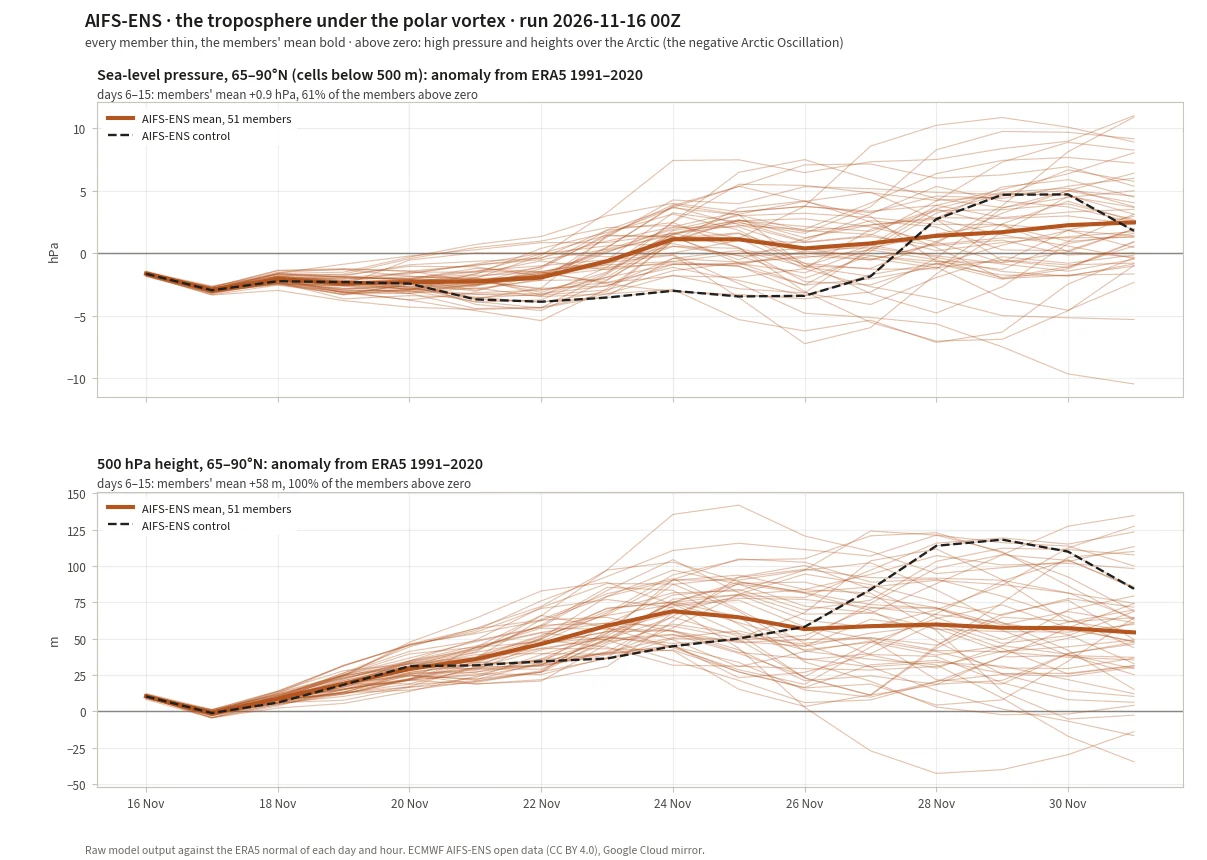 AIFS-ENS · the troposphere under the polar vortex · run 2026-11-16 00Z
every member thin, the members' mean bold · above zero: high pressure and heights over the Arctic (the negative Arctic Oscillation)
Sea-level pressure, 65–90°N (cells below 500 m): anomaly from ERA5 1991–2020
days 6–15: members' mean +0.9 hPa, 61% of the members above zero
AIFS-ENS mean, 51 members
AIFS-ENS control
10
5
0
−5
−10
hPa
500 hPa height, 65–90°N: anomaly from ERA5 1991–2020
days 6–15: members' mean +58 m, 100% of the members above zero
AIFS-ENS mean, 51 members
AIFS-ENS control
150
125
100
75
50
25
0
−25
−50
m
16 Nov 18 Nov 20 Nov 22 Nov 24 Nov 26 Nov 28 Nov 30 Nov
Raw model output against the ERA5 normal of each day and hour. ECMWF AIFS-ENS open data (CC BY 4.0), Google Cloud mirror.